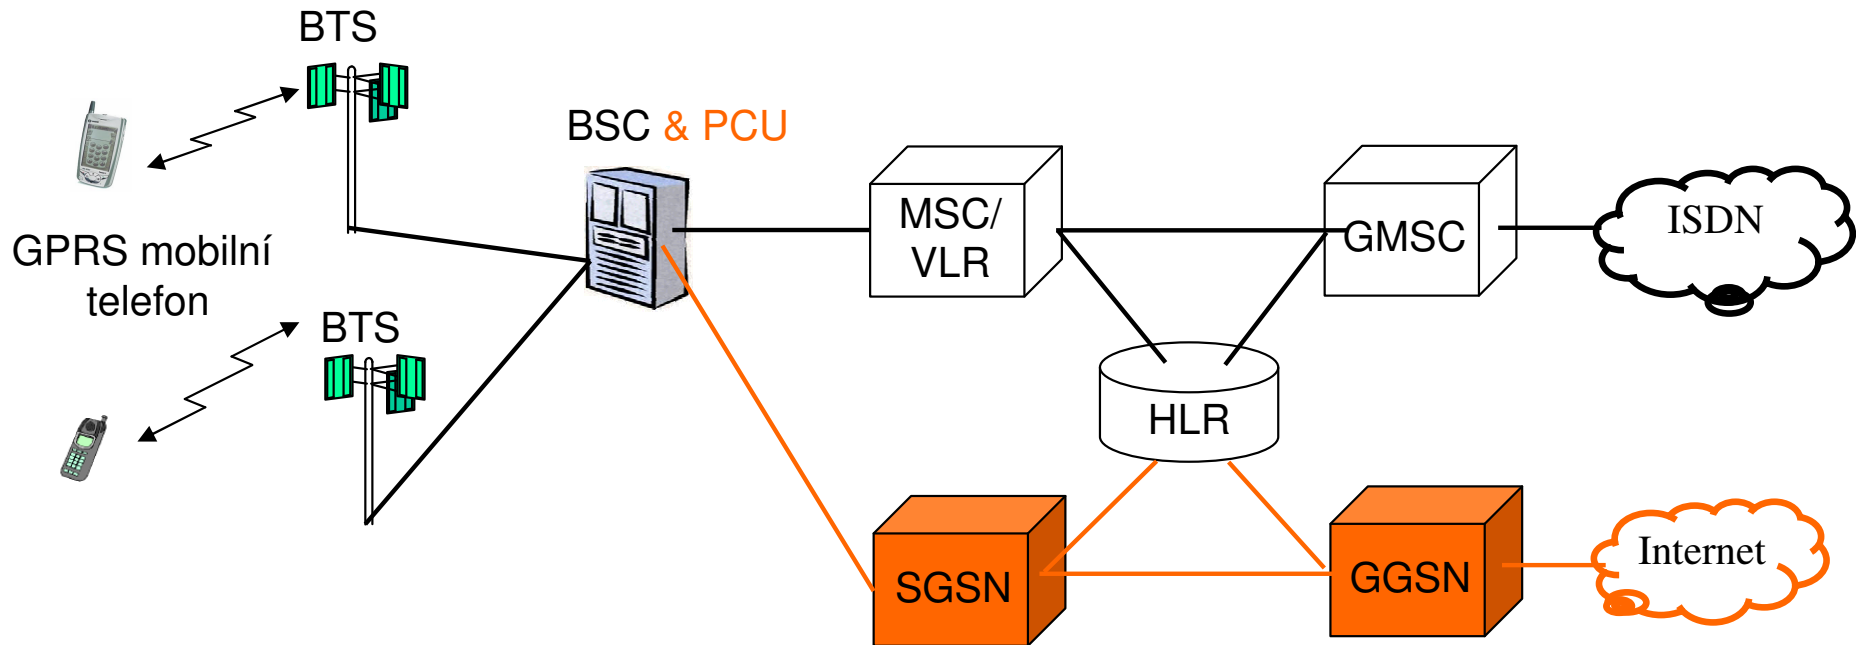 BTS
BSC & PCU
MSC/
VLR
GMSC
ISDN
GPRS mobilní
telefon
BTS
HLR
SGSN
GGSN
Internet